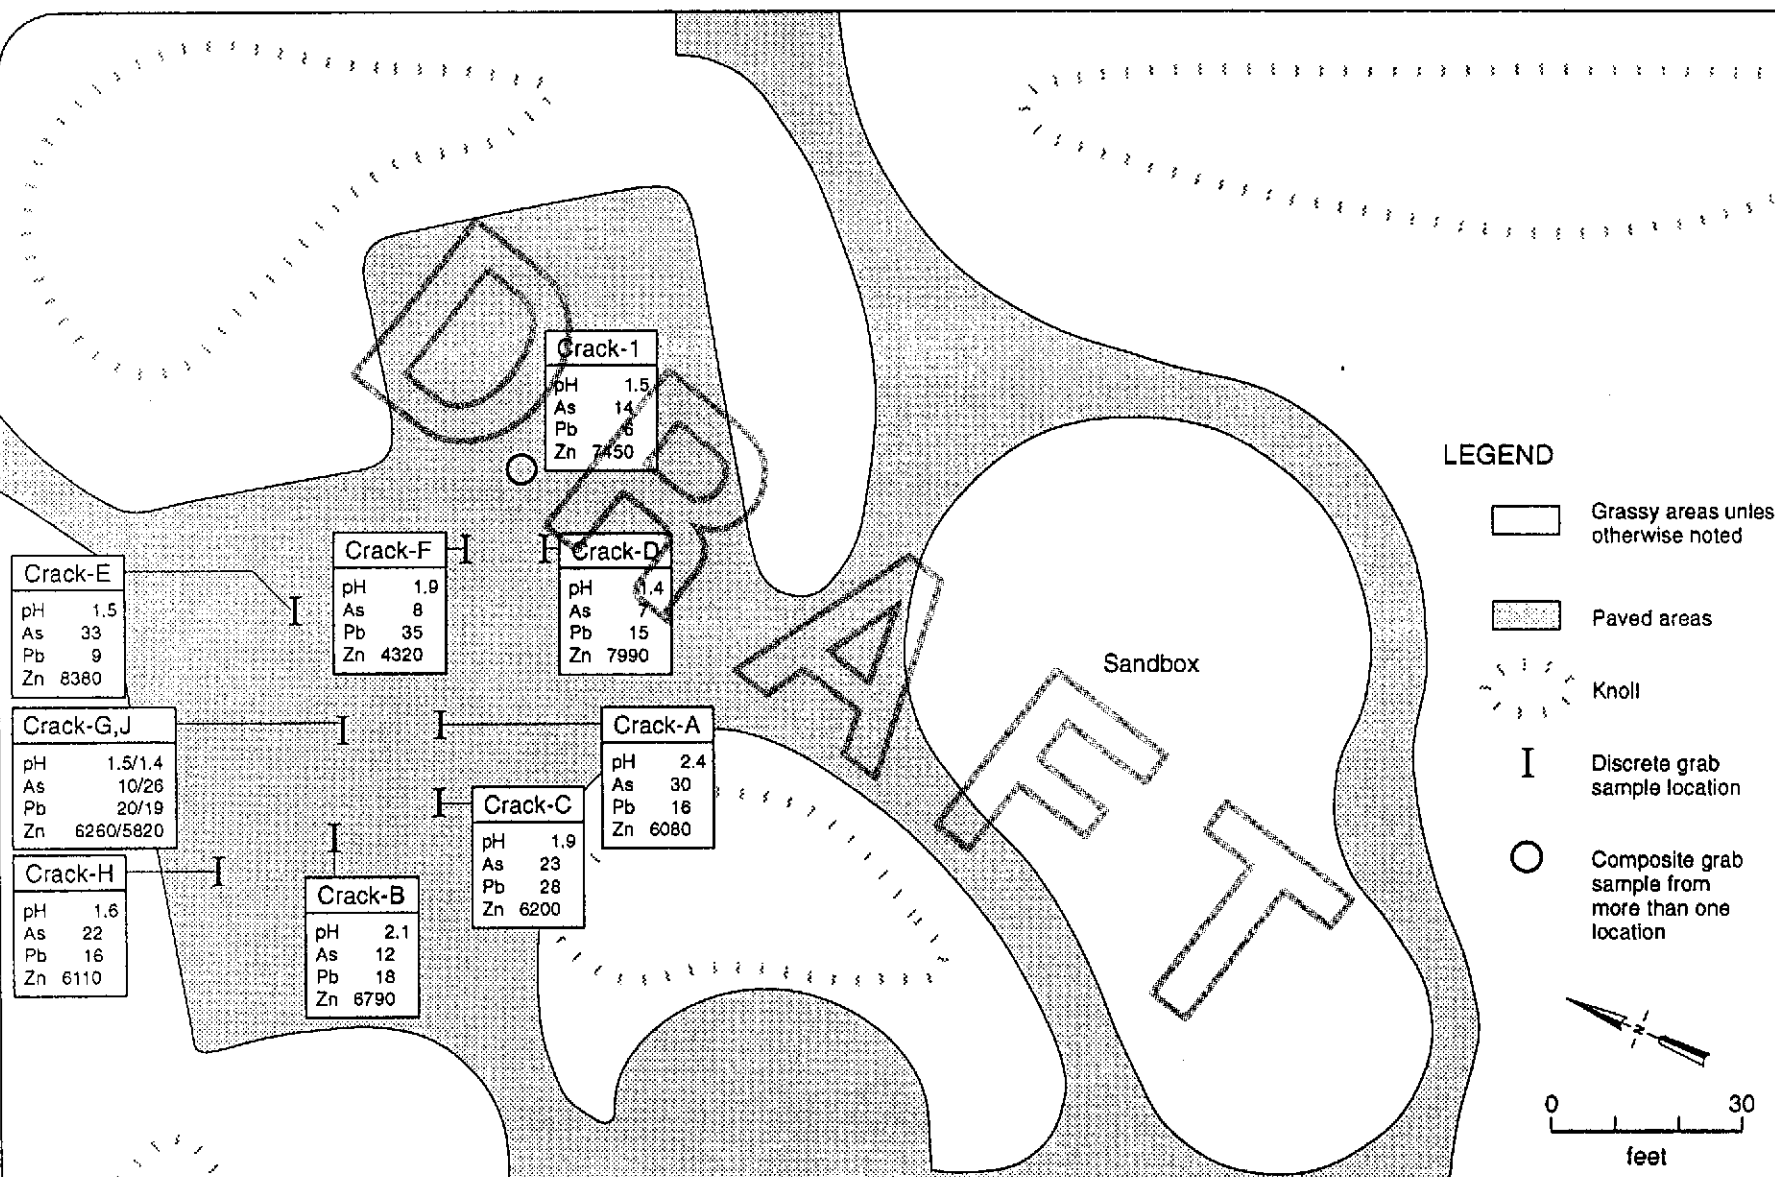 Crack-1
pH 1.5
As 14
Pb 6
Zn 7450
Crack-F
pH 1.9
As 8
Pb 35
Zn 4320
Crack-D
pH 1.4
As 7
Pb 15
Zn 7990
Crack-E
pH 1.5
As 33
Pb 9
Zn 8380
Crack-G,J
pH 1.5/1.4
As 10/26
Pb 20/19
Zn 6260/5820
Crack-A
pH 2.4
As 30
Pb 16
Zn 6080
Crack-C
pH 1.9
As 23
Pb 28
Zn 6200
Crack-H
pH 1.6
As 22
Pb 16
Zn 6110
Crack-B
pH 2.1
As 12
Pb 18
Zn 6790
DRAFT
Sandbox
LEGEND
Grassy areas unles
otherwise noted
Paved areas
Knoll
Discrete grab
sample location
Composite grab
sample from
more than one
location
N
0 30
feet